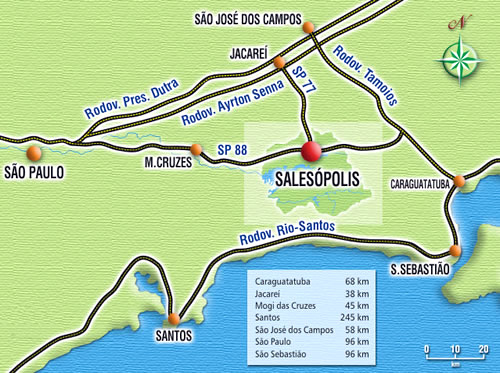 SÃO JOSÉ DOS CAMPOS
N
JACAREÍ
Rodov. Tamoios
SP 77
Rodov. Pres. Dutra
Rodov. Ayrton Senna
SÃO PAULO
M.CRUZES
SP 88
SALESÓPOLIS
CARAGUATATUBA
Rodov. Rio-Santos
S.SEBASTIÃO
SANTOS
Caraguatatuba 68 km
Jacareí 38 km
Mogi das Cruzes 45 km
Santos 245 km
São José dos Campos 58 km
São Paulo 96 km
São Sebastião 96 km
0 10 20
km